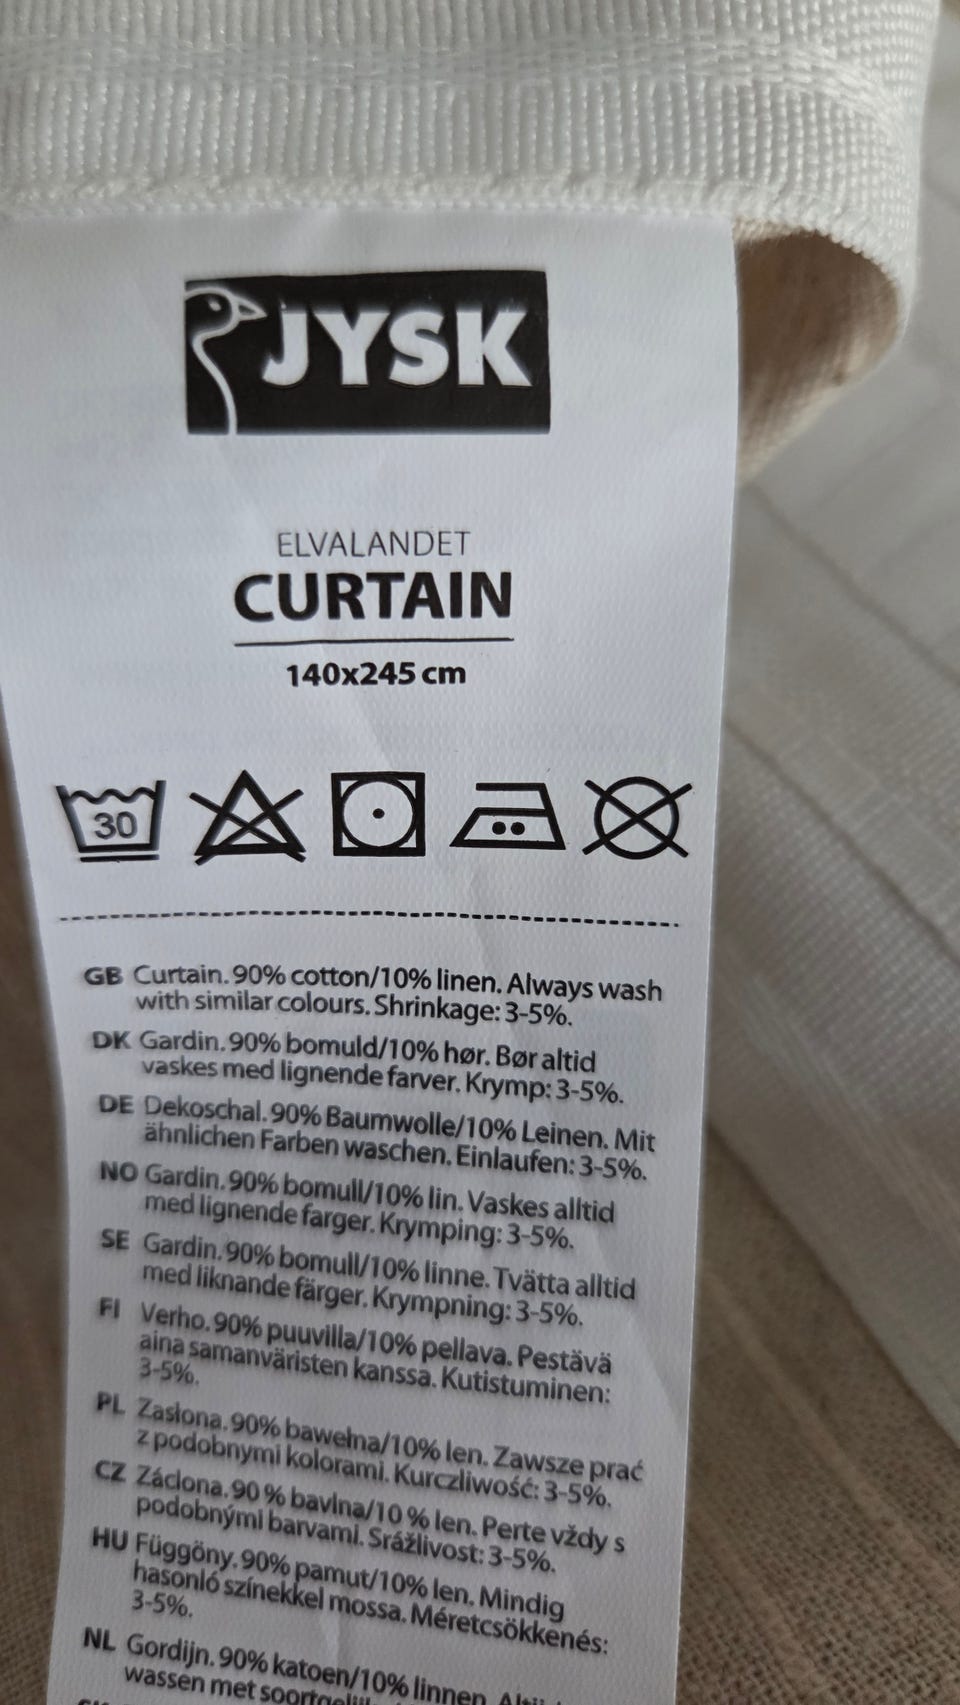 JYSK
ELVALANDET
CURTAIN
140x245 cm
30
GB Curtain. 90% cotton/10% linen. Always wash
with similar colours. Shrinkage: 3-5%.
DK Gardin. 90% bomuld/10% hør. Bør altid
vaskes med lignende farver. Krymp: 3-5%.
DE Dekoschal. 90% Baumwolle/10% Leinen. Mit
ähnlichen Farben waschen. Einlaufen: 3-5%.
NO Gardin. 90% bomull/10% lin. Vaskes alltid
med lignende farger. Krymping: 3-5%.
SE Gardin. 90% bomull/10% linne. Tvätta alltid
med liknande färger. Krympning: 3-5%.
FI Verho. 90% puuvilla/10% pellava. Pestävä
aina samanväristen kanssa. Kutistuminen:
3-5%.
PL Zasłona. 90% bawełna/10% len. Zawsze prać
z podobnymi kolorami. Kurczliwość: 3-5%.
CZ Záclona. 90 % bavlna/10 % len. Perte vždy s
podobnými barvami. Srážlivost: 3-5%.
HU Függöny. 90% pamut/10% len. Mindig
hasonló színekkel mossa. Méretcsökkenés:
3-5%.
NL Gordijn. 90% katoen/10% linnen.
wassen met